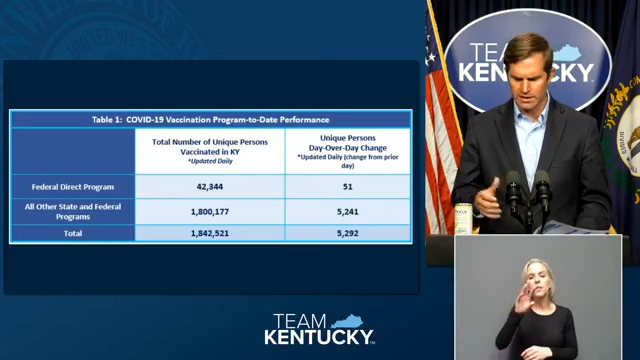 Table 1: COVID-19 Vaccination Program-to-Date Performance
Total Number of Unique Persons
Vaccinated in KY
*Updated Daily
Unique Persons
Day-Over-Day Change
*Updated Daily (change from prior
day)
Federal Direct Program 42,344 51
All Other State and Federal
Programs
1,800,177 5,241
Total 1,842,521 5,292
TEAM
KENTUCKY
TEAM
KENTUCKY